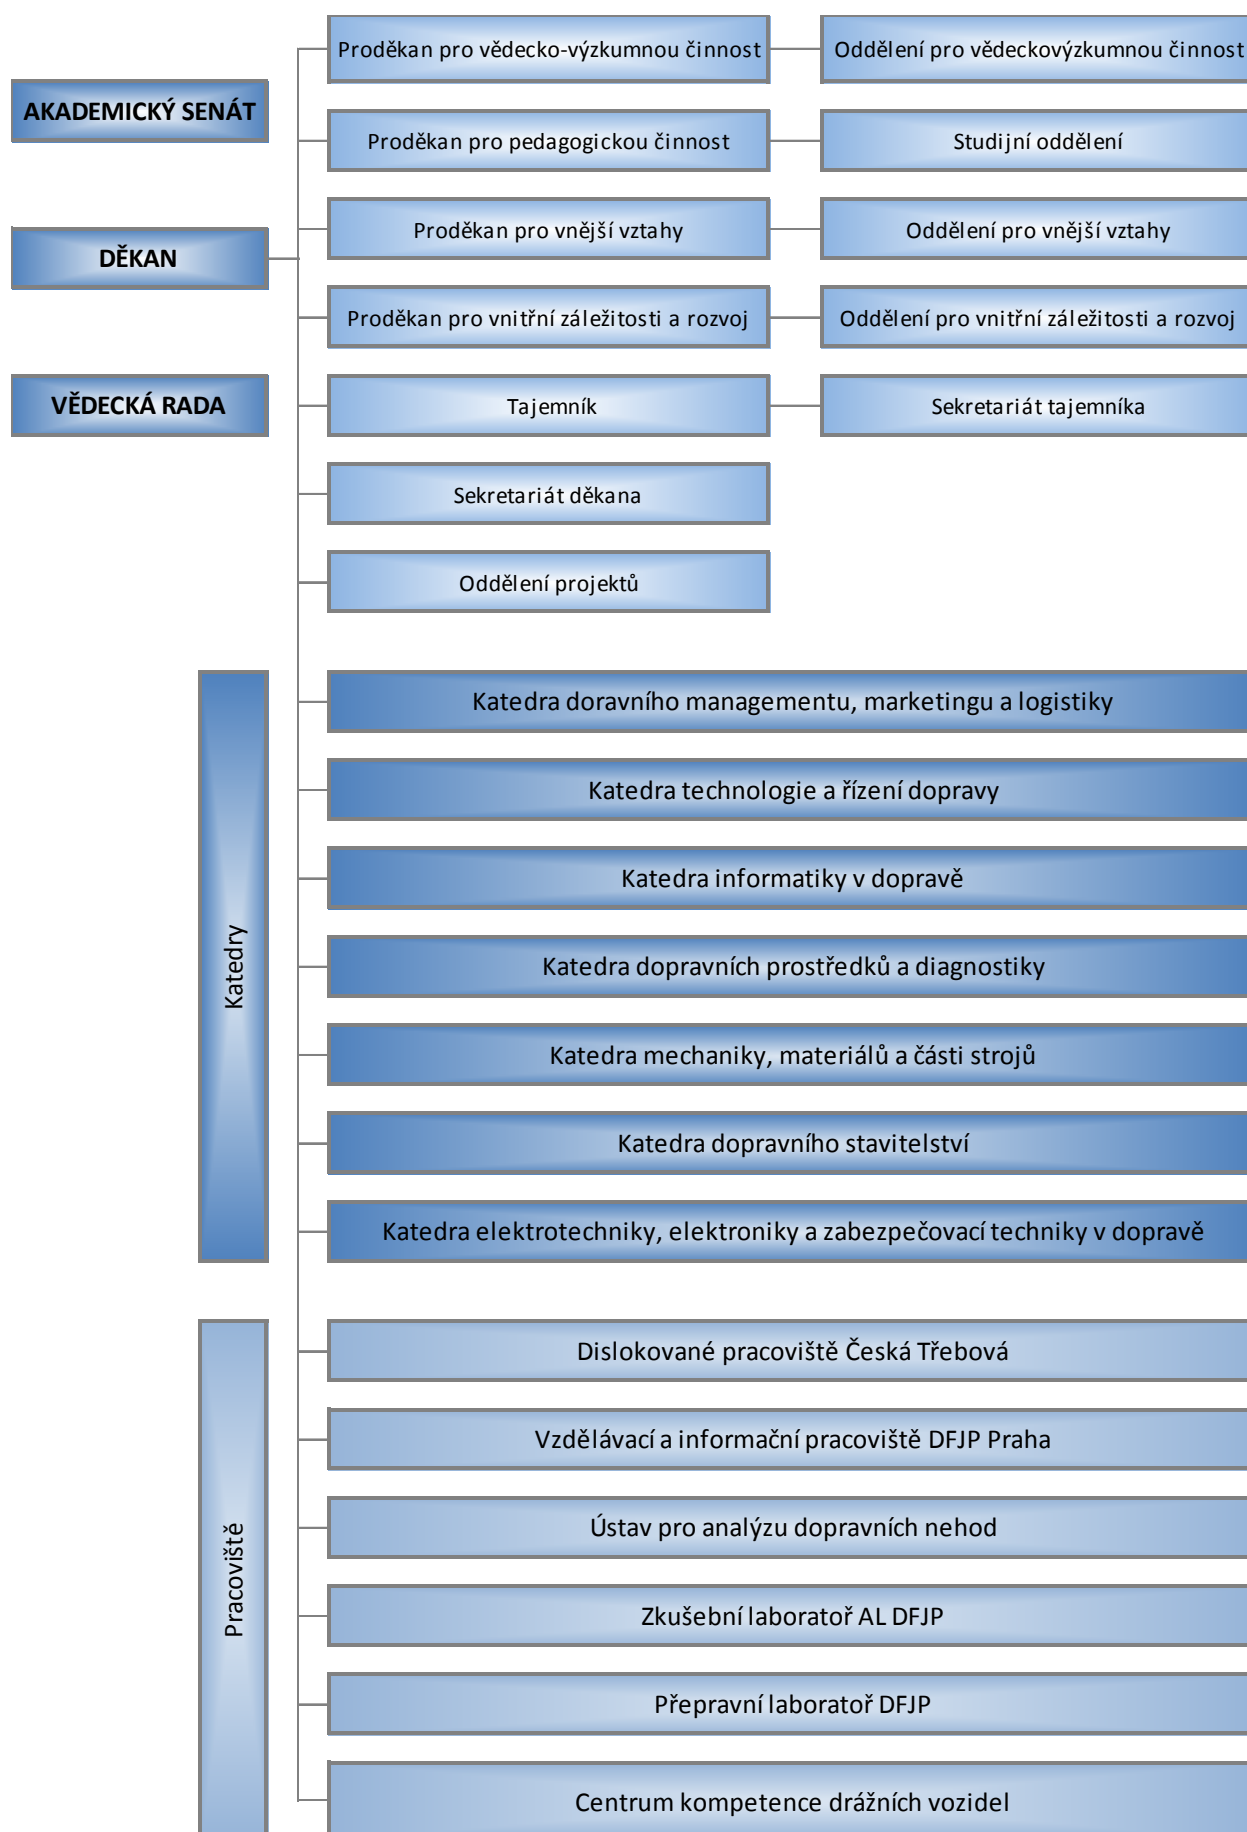 Proděkan pro vědecko-výzkumnou činnost
Oddělení pro vědeckovýzkumnou činnost
AKADEMICKÝ SENÁT
Proděkan pro pedagogickou činnost
Studijní oddělení
DĚKAN
Proděkan pro vnější vztahy
Oddělení pro vnější vztahy
Proděkan pro vnitřní záležitosti a rozvoj
Oddělení pro vnitřní záležitosti a rozvoj
VĚDECKÁ RADA
Tajemník
Sekretariát tajemníka
Sekretariát děkana
Oddělení projektů
Katedry
Katedra doravního managementu, marketingu a logistiky
Katedra technologie a řízení dopravy
Katedra informatiky v dopravě
Katedra dopravních prostředků a diagnostiky
Katedra mechaniky, materiálů a části strojů
Katedra dopravního stavitelství
Katedra elektrotechniky, elektroniky a zabezpečovací techniky v dopravě
Pracoviště
Dislokované pracoviště Česká Třebová
Vzdělávací a informační pracoviště DFJP Praha
Ústav pro analýzu dopravních nehod
Zkušební laboratoř AL DFJP
Přepravní laboratoř DFJP
Centrum kompetence drážních vozidel